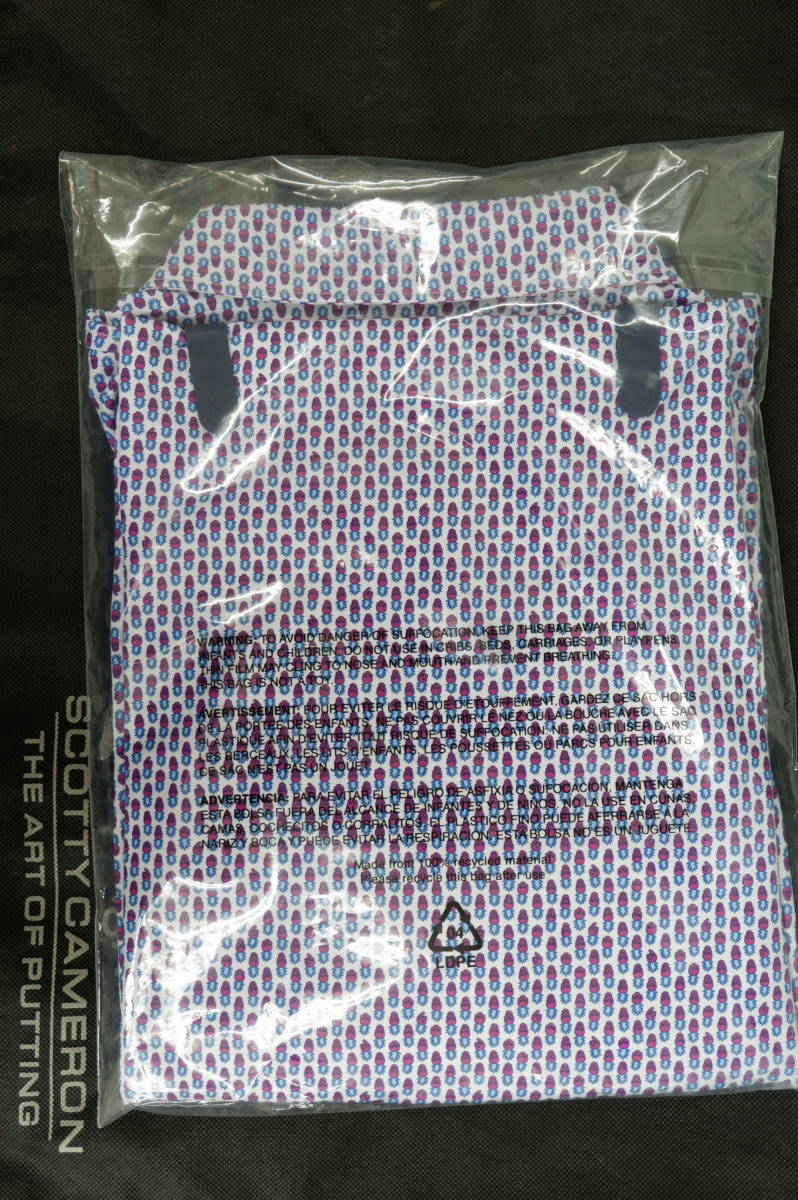 WARNING: TO AVOID DANGER OF SUFFOCATION, KEEP THIS BAG AWAY FROM
INFANTS AND CHILDREN. DO NOT USE IN CRIBS, BEDS, CARRIAGES, OR PLAYPENS.
THIN FILM MAY CLING TO NOSE AND MOUTH AND PREVENT BREATHING.
THIS BAG IS NOT A TOY.
AVERTISSEMENT: POUR EVITER LE RISQUE D'ETOUFFEMENT, GARDEZ CE SAC HORS
DE LA PORTEE DES ENFANTS. NE PAS COUVRIR LE NEZ OU LA BOUCHE AVEC LE SAC
PLASTIQUE AFIN D'EVITER TOUT RISQUE DE SUFFOCATION. NE PAS UTILISER DANS
LES BERCEAUX, LES LITS D'ENFANTS, LES POUSSETTES OU PARCS POUR ENFANTS.
CE SAC N'EST PAS UN JOUET.
ADVERTENCIA: PARA EVITAR EL PELIGRO DE ASFIXIA O SUFOCACION, MANTENGA
ESTA BOLSA FUERA DEL ALCANCE DE INFANTES Y DE NINOS. NO LA USE EN CUNAS,
CAMAS, COCHECITOS O CORRALITOS. EL PLASTICO FINO PUEDE AFERRARSE A LA
NARIZ Y BOCA Y PUEDE EVITAR LA RESPIRACION. ESTA BOLSA NO ES UN JUGUETE.
Made from 100% recycled material
Please recycle this bag after use
04
LDPE
SCOTTY CAMERON
THE ART OF PUTTING